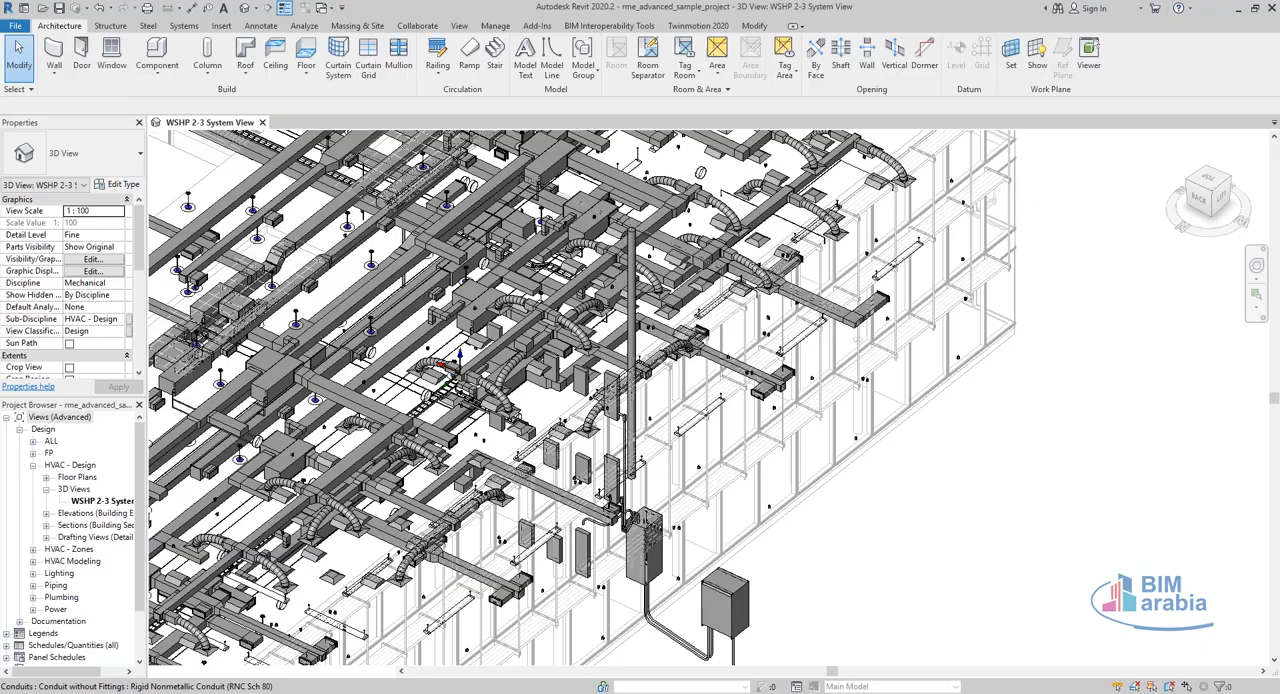 Autodesk Revit 2020.2 - rme_advanced_sample_project - 3D View: WSHP 2-3 System View
Sign In
File Architecture Structure Steel Systems Insert Annotate Analyze Massing & Site Collaborate View Manage Add-Ins BIM Interoperability Tools Twinmotion 2020 Modify
Modify Wall Door Window Component Column Roof Ceiling Floor Curtain System Curtain Grid Mullion Railing Ramp Stair Model Text Model Line Model Group Room Room Separator Tag Room Area Area Boundary Tag Area By Face Shaft Wall Vertical Dormer Level Grid Set Show Ref Plane Viewer
Select Build Circulation Model Room & Area Opening Datum Work Plane
Properties
WSHP 2-3 System View
3D View
3D View: WSHP 2-3 S
Edit Type
Graphics
View Scale 1 : 100
Scale Value 1: 100
Detail Level Fine
Parts Visibility Show Original
Visibility/Grap... Edit...
Graphic Displ... Edit...
Discipline Mechanical
Show Hidden ... By Discipline
Default Analy... None
Sub-Discipline HVAC - Design
View Classific... Design
Sun Path
Extents
Crop View
Properties help
Apply
Project Browser - rme_advanced_sa...
Views (Advanced)
Design
ALL
FP
HVAC - Design
Floor Plans
3D Views
WSHP 2-3 System
Elevations (Building E
Sections (Building Sec
Drafting Views (Detail
HVAC - Zones
HVAC Modeling
Lighting
Piping
Plumbing
Power
Documentation
Legends
Schedules/Quantities (all)
Panel Schedules
TOP
BACK
LEFT
BIM
arabia
Conduits : Conduit without Fittings : Rigid Nonmetallic Conduit (RNC Sch 80)
:0
Main Model
:0